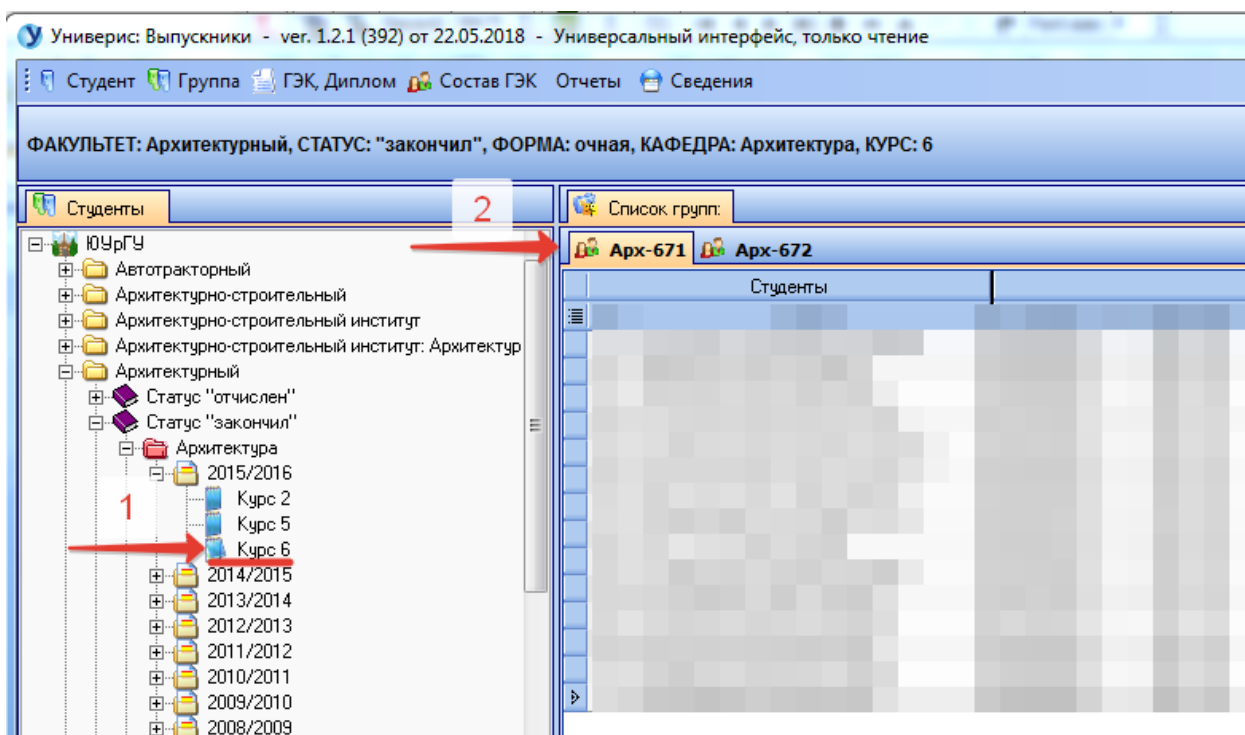 Универис: Выпускники - ver. 1.2.1 (392) от 22.05.2018 - Универсальный интерфейс, только чтение
Студент Группа ГЭК, Диплом Состав ГЭК Отчеты Сведения
ФАКУЛЬТЕТ: Архитектурный, СТАТУС: "закончил", ФОРМА: очная, КАФЕДРА: Архитектура, КУРС: 6
Студенты
2
Список групп:
ЮУрГУ
Автотракторный
Архитектурно-строительный
Архитектурно-строительный институт
Архитектурно-строительный институт: Архитектур
Архитектурный
Статус "отчислен"
Статус "закончил"
Архитектура
2015/2016
Курс 2
1
Курс 5
Курс 6
2014/2015
2013/2014
2012/2013
2011/2012
2010/2011
2009/2010
2008/2009
Арх-671 Арх-672
Студенты